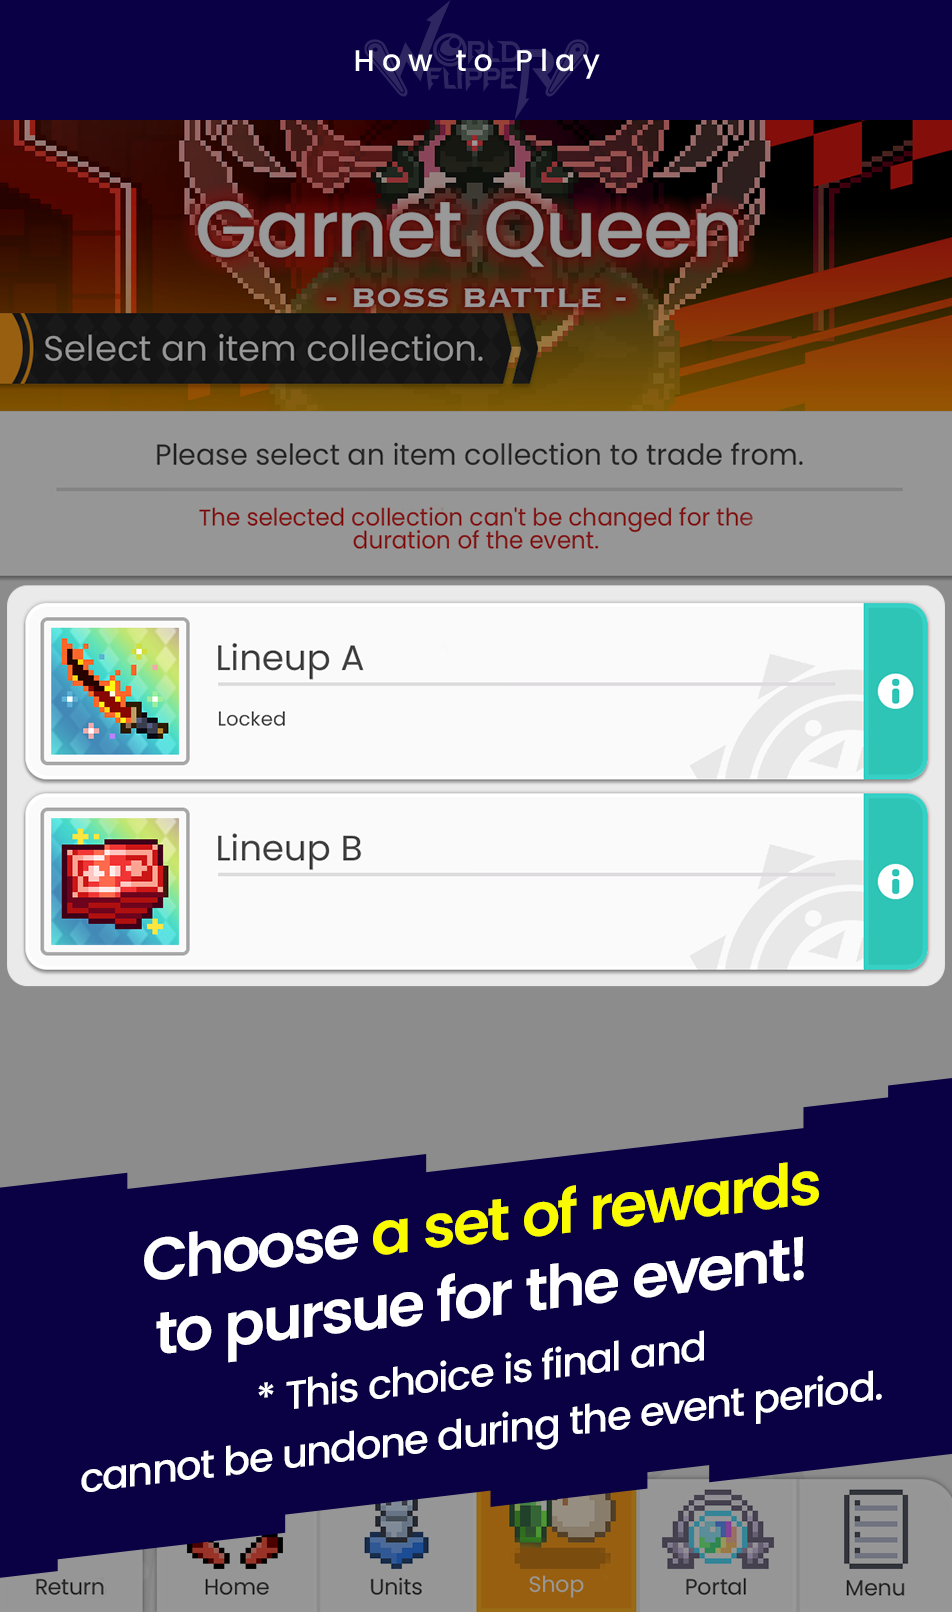 WORLD FLIPPER
How to Play
Garnet Queen
- BOSS BATTLE -
Select an item collection.
Please select an item collection to trade from.
The selected collection can't be changed for the
duration of the event.
Lineup A
Locked
Lineup B
Choose a set of rewards
to pursue for the event!
* This choice is final and
cannot be undone during the event period.
Return
Home
Units
Shop
Portal
Menu